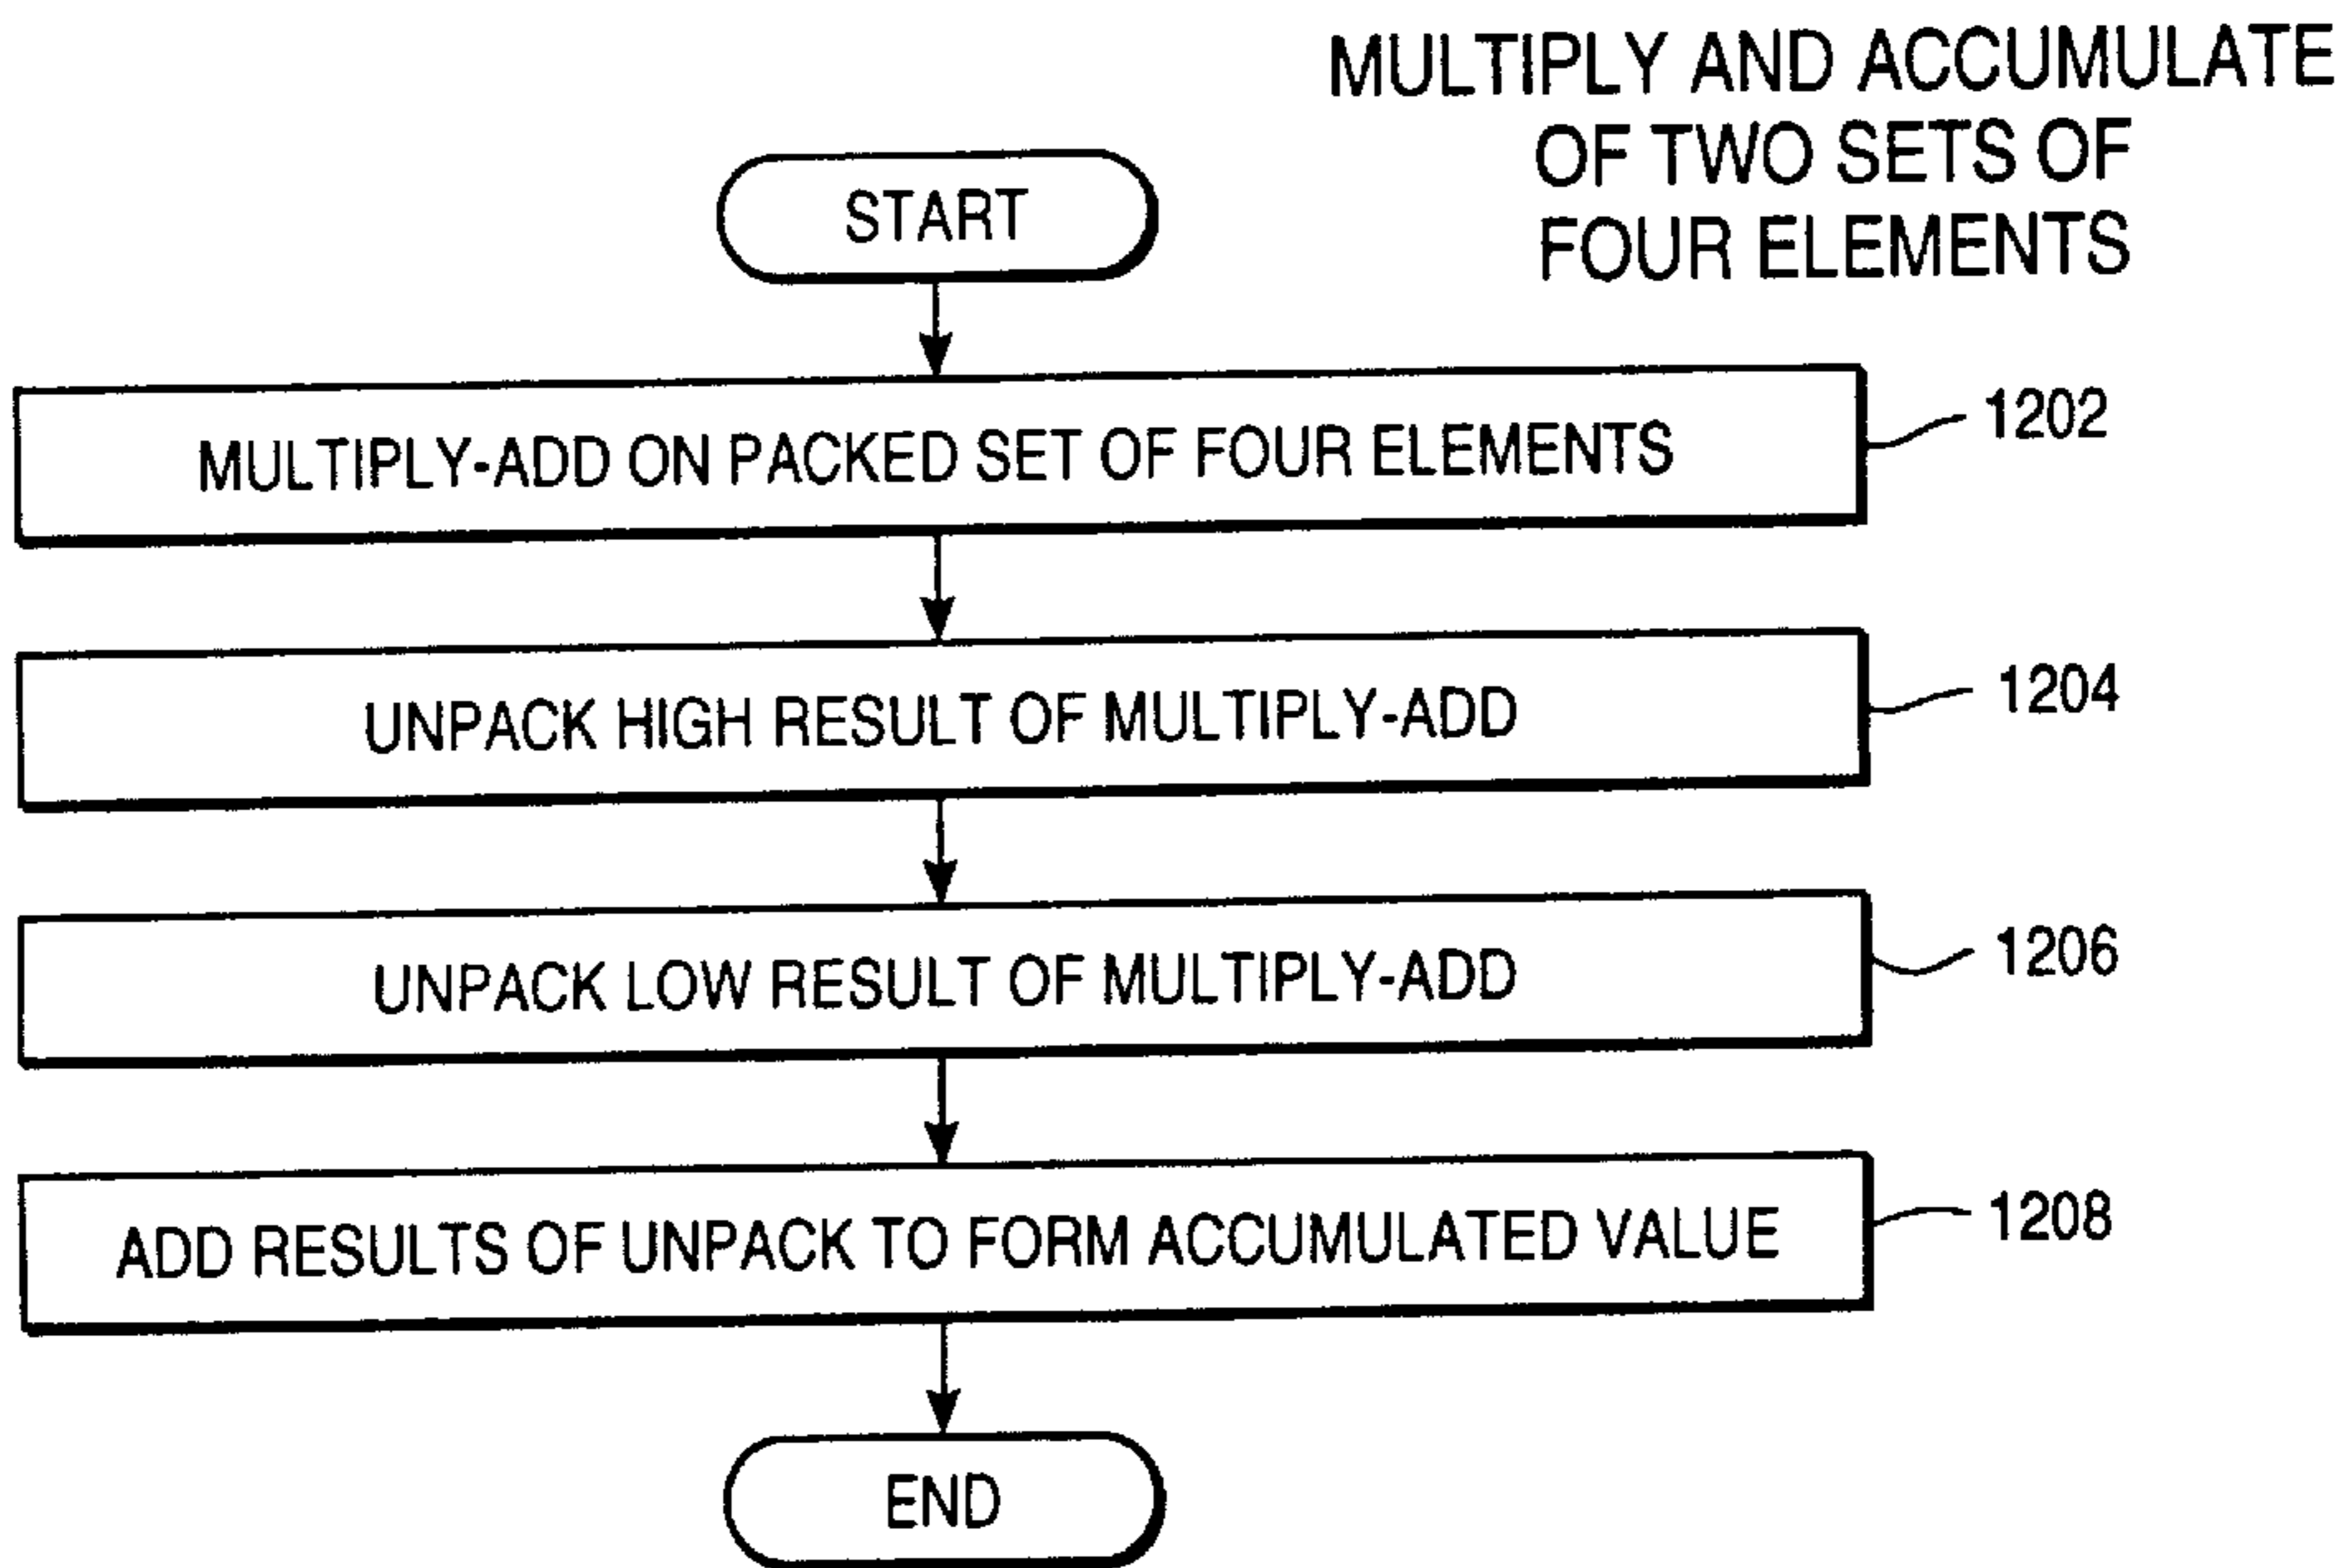 MULTIPLY AND ACCUMULATE
OF TWO SETS OF
FOUR ELEMENTS
START
MULTIPLY-ADD ON PACKED SET OF FOUR ELEMENTS
1202
UNPACK HIGH RESULT OF MULTIPLY-ADD
1204
UNPACK LOW RESULT OF MULTIPLY-ADD
1206
ADD RESULTS OF UNPACK TO FORM ACCUMULATED VALUE
1208
END